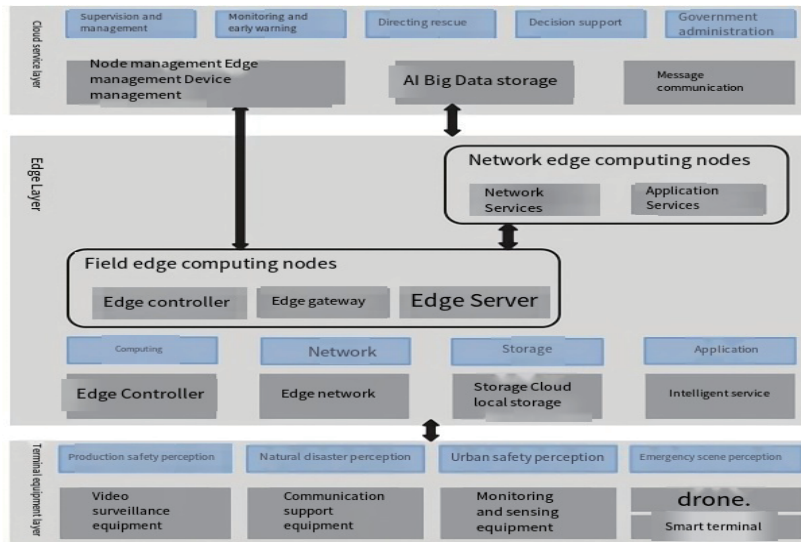 Cloud service layer
Supervision and
management
Monitoring and
early warning
Directing rescue
Decision support
Government
administration
Node management Edge
management Device
management
AI Big Data storage
Message
communication
Edge Layer
Network edge computing nodes
Network
Services
Application
Services
Field edge computing nodes
Edge controller
Edge gateway
Edge Server
Computing
Network
Storage
Application
Edge Controller
Edge network
Storage Cloud
local storage
Intelligent service
Terminal equipment layer
Production safety perception
Natural disaster perception
Urban safety perception
Emergency scene perception
Video
surveillance
equipment
Communication
support
equipment
Monitoring
and sensing
equipment
drone.
Smart terminal